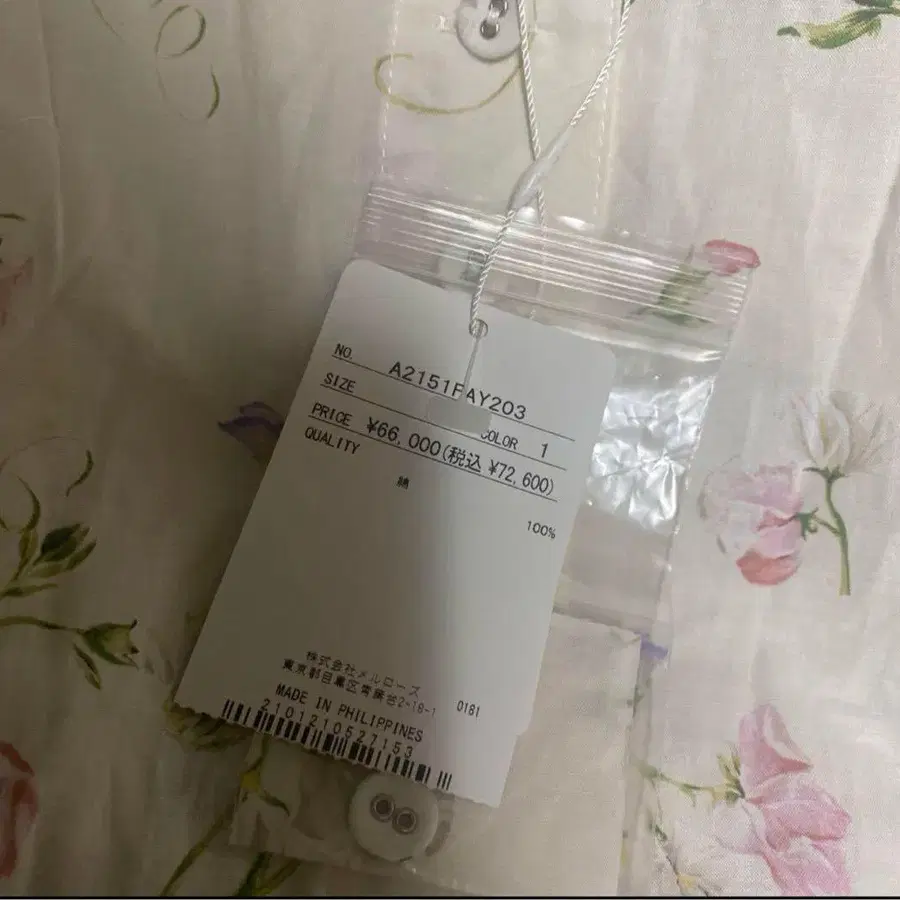 NO. A2151FAY203
SIZE COLOR 1
PRICE ¥66,000(税込 ¥72,600)
QUALITY
綿
100%
株式会社メルローズ
東京都目黒区青葉台2-18-1 0181
MADE IN PHILIPPINES
2101210527153